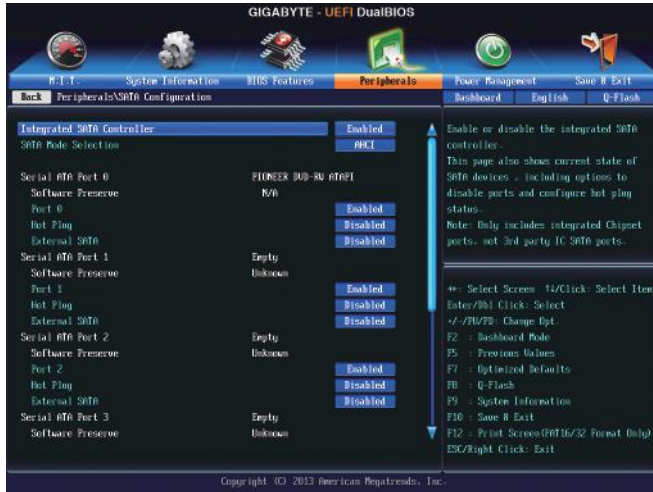 GIGABYTE - UEFI DualBIOS
M.I.T.
System Information
BIOS Features
Peripherals
Power Management
Save & Exit
Back
Peripherals\SATA Configuration
Dashboard
English
Q-Flash
Integrated SATA Controller Enabled
SATA Mode Selection AHCI
Serial ATA Port 0 PIONEER DVD-RW ATAPI
Software Preserve N/A
Port 0 Enabled
Hot Plug Disabled
External SATA Disabled
Serial ATA Port 1 Empty
Software Preserve Unknown
Port 1 Enabled
Hot Plug Disabled
External SATA Disabled
Serial ATA Port 2 Empty
Software Preserve Unknown
Port 2 Enabled
Hot Plug Disabled
External SATA Disabled
Serial ATA Port 3 Empty
Software Preserve Unknown
Enable or disable the integrated SATA
controller.
This page also shows current state of
SATA devices , including options to
disable ports and configure hot plug
status.
Note: Only includes integrated Chipset
ports, not 3rd party IC SATA ports.
↔: Select Screen ↑↓/Click: Select Item
Enter/Dbl Click: Select
+/-/PU/PD: Change Opt.
F2 : Dashboard Mode
F5 : Previous Values
F7 : Optimized Defaults
F8 : Q-Flash
F9 : System Information
F10 : Save & Exit
F12 : Print Screen(FAT16/32 Format Only)
ESC/Right Click: Exit
Copyright (C) 2013 American Megatrends, Inc.